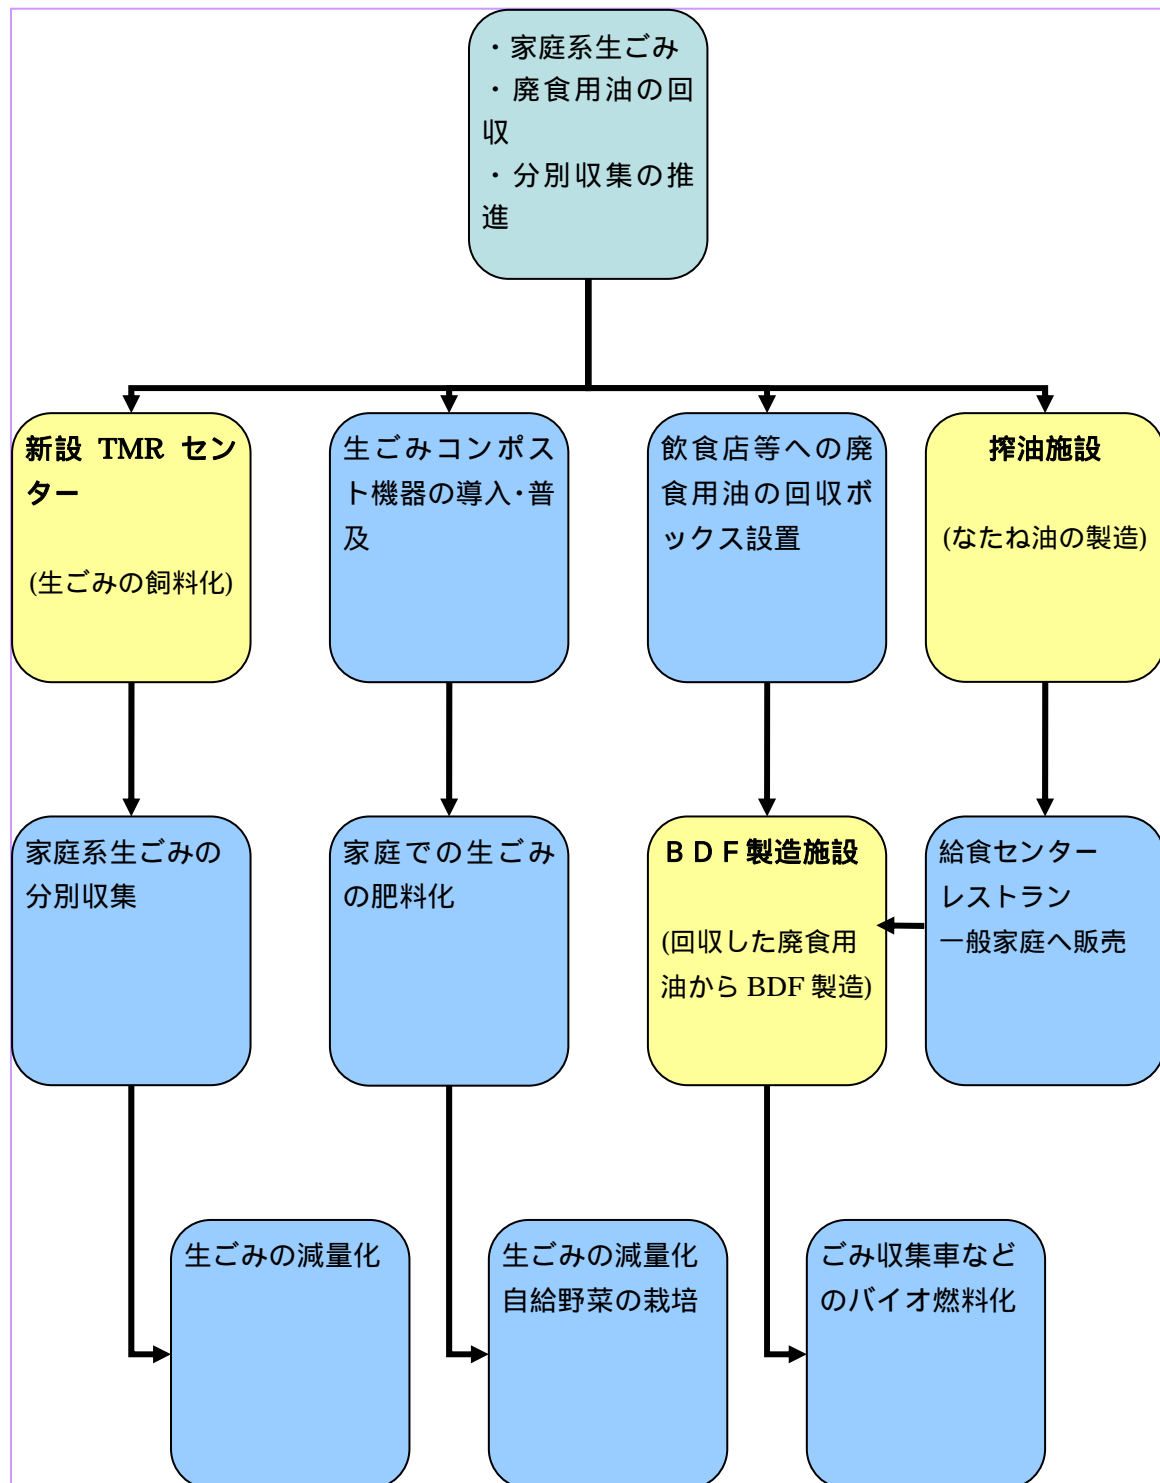 ・家庭系生ごみ
・廃食用油の回
収
・分別収集の推
進
新設 TMR セン
ター
(生ごみの飼料化)
生ごみコンポス
ト機器の導入・普
及
飲食店等への廃
食用油の回収ボ
ックス設置
搾油施設
(なたね油の製造)
家庭系生ごみの
分別収集
家庭での生ごみ
の肥料化
ＢＤＦ製造施設
(回収した廃食用
油から BDF 製造)
給食センター
レストラン
一般家庭へ販売
生ごみの減量化
生ごみの減量化
自給野菜の栽培
ごみ収集車など
のバイオ燃料化